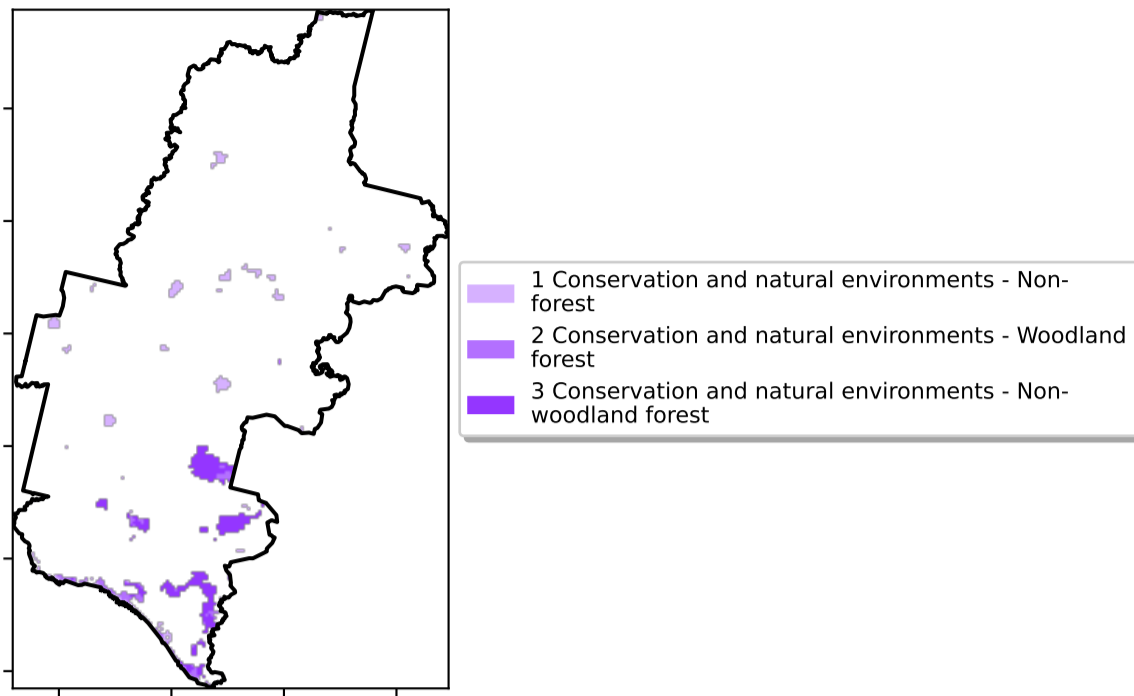 1 Conservation and natural environments - Non-
forest
2 Conservation and natural environments - Woodland
forest
3 Conservation and natural environments - Non-
woodland forest